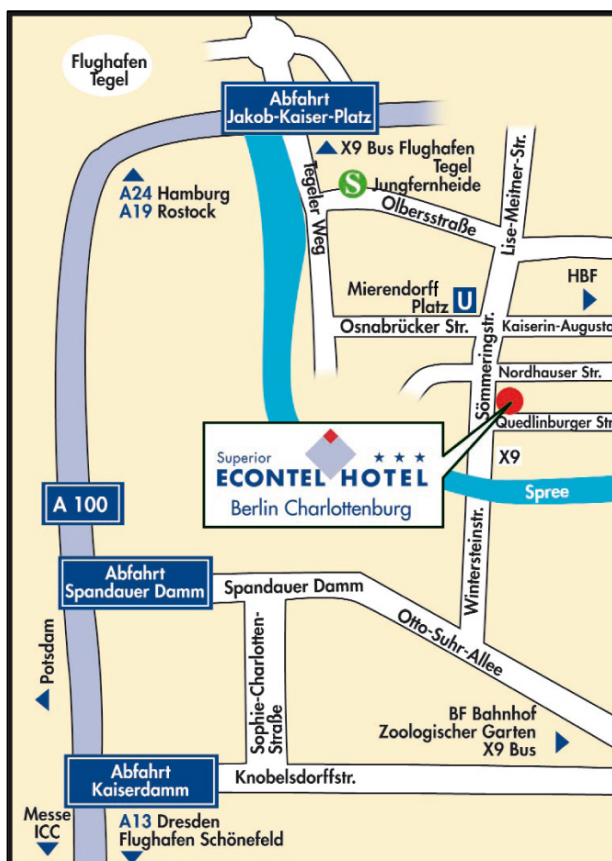 Flughafen
Tegel
Abfahrt
Jakob-Kaiser-Platz
X9 Bus Flughafen
Tegel
Jungfernheide
S
A24 Hamburg
A19 Rostock
Tegeler Weg
Olbersstraße
Lise-Meitner-Str.
HBF
Mierendorff
Platz U
Osnabrücker Str.
Kaiserin-Augusta
Sömmeringstr.
Nordhauser Str.
Quedlinburger Str
Superior
ECONTEL HOTEL
Berlin Charlottenburg
X9
Spree
A 100
Wintersteinstr.
Abfahrt
Spandauer Damm
Spandauer Damm
Otto-Suhr-Allee
Potsdam
Sophie-Charlotten-
Straße
BF Bahnhof
Zoologischer Garten
X9 Bus
Abfahrt
Kaiserdamm
Knobelsdorffstr.
Messe
ICC
A13 Dresden
Flughafen Schönefeld